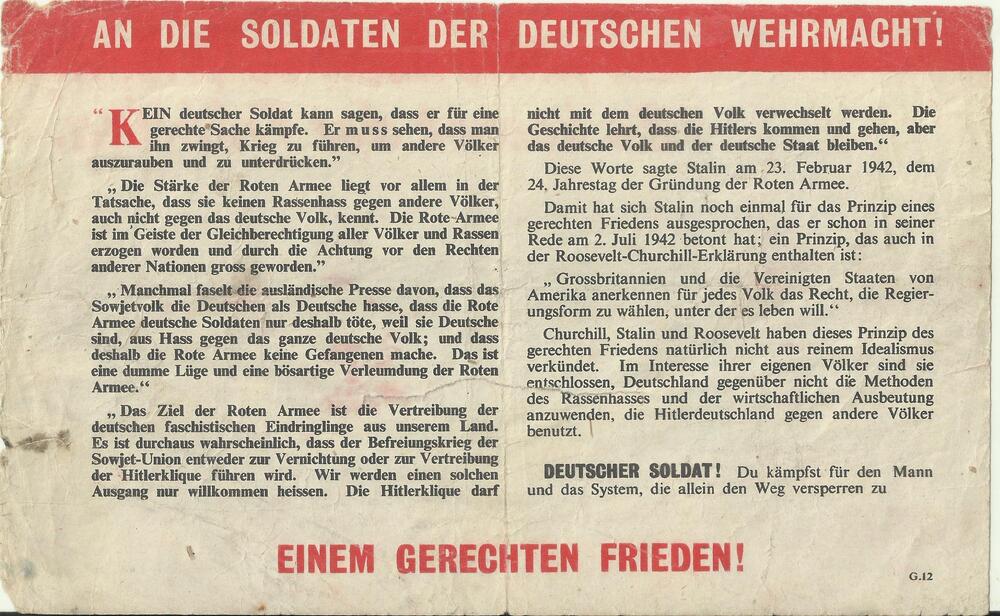 AN DIE SOLDATEN DER DEUTSCHEN WEHRMACHT!
“KEIN deutscher Soldat kann sagen, dass er für eine
gerechte Sache kämpfe. Er muss sehen, dass man
ihn zwingt, Krieg zu führen, um andere Völker
auszurauben und zu unterdrücken.”
„Die Stärke der Roten Armee liegt vor allem in der
Tatsache, dass sie keinen Rassenhass gegen andere Völker,
auch nicht gegen das deutsche Volk, kennt. Die Rote Armee
ist im Geiste der Gleichberechtigung aller Völker und Rassen
erzogen worden und durch die Achtung vor den Rechten
anderer Nationen gross geworden.”
„Manchmal faselt die ausländische Presse davon, dass das
Sowjetvolk die Deutschen als Deutsche hasse, dass die Rote
Armee deutsche Soldaten nur deshalb töte, weil sie Deutsche
sind, aus Hass gegen das ganze deutsche Volk; und dass
deshalb die Rote Armee keine Gefangenen mache. Das ist
eine dumme Lüge und eine bösartige Verleumdung der Roten
Armee.“
„Das Ziel der Roten Armee ist die Vertreibung der
deutschen faschistischen Eindringlinge aus unserem Land.
Es ist durchaus wahrscheinlich, dass der Befreiungskrieg der
Sowjet-Union entweder zur Vernichtung oder zur Vertreibung
der Hitlerklique führen wird. Wir werden einen solchen
Ausgang nur willkommen heissen. Die Hitlerklique darf
nicht mit dem deutschen Volk verwechselt werden. Die
Geschichte lehrt, dass die Hitlers kommen und gehen, aber
das deutsche Volk und der deutsche Staat bleiben.“
Diese Worte sagte Stalin am 23. Februar 1942, dem
24. Jahrestag der Gründung der Roten Armee.
Damit hat sich Stalin noch einmal für das Prinzip eines
gerechten Friedens ausgesprochen, das er schon in seiner
Rede am 2. Juli 1942 betont hat; ein Prinzip, das auch in
der Roosevelt-Churchill-Erklärung enthalten ist:
„Grossbritannien und die Vereinigten Staaten von
Amerika anerkennen für jedes Volk das Recht, die Regier-
ungsform zu wählen, unter der es leben will.“
Churchill, Stalin und Roosevelt haben dieses Prinzip des
gerechten Friedens natürlich nicht aus reinem Idealismus
verkündet. Im Interesse ihrer eigenen Völker sind sie
entschlossen, Deutschland gegenüber nicht die Methoden
des Rassenhasses und der wirtschaftlichen Ausbeutung
anzuwenden, die Hitlerdeutschland gegen andere Völker
benutzt.
DEUTSCHER SOLDAT! Du kämpfst für den Mann
und das System, die allein den Weg versperren zu
EINEM GERECHTEN FRIEDEN!
G.12